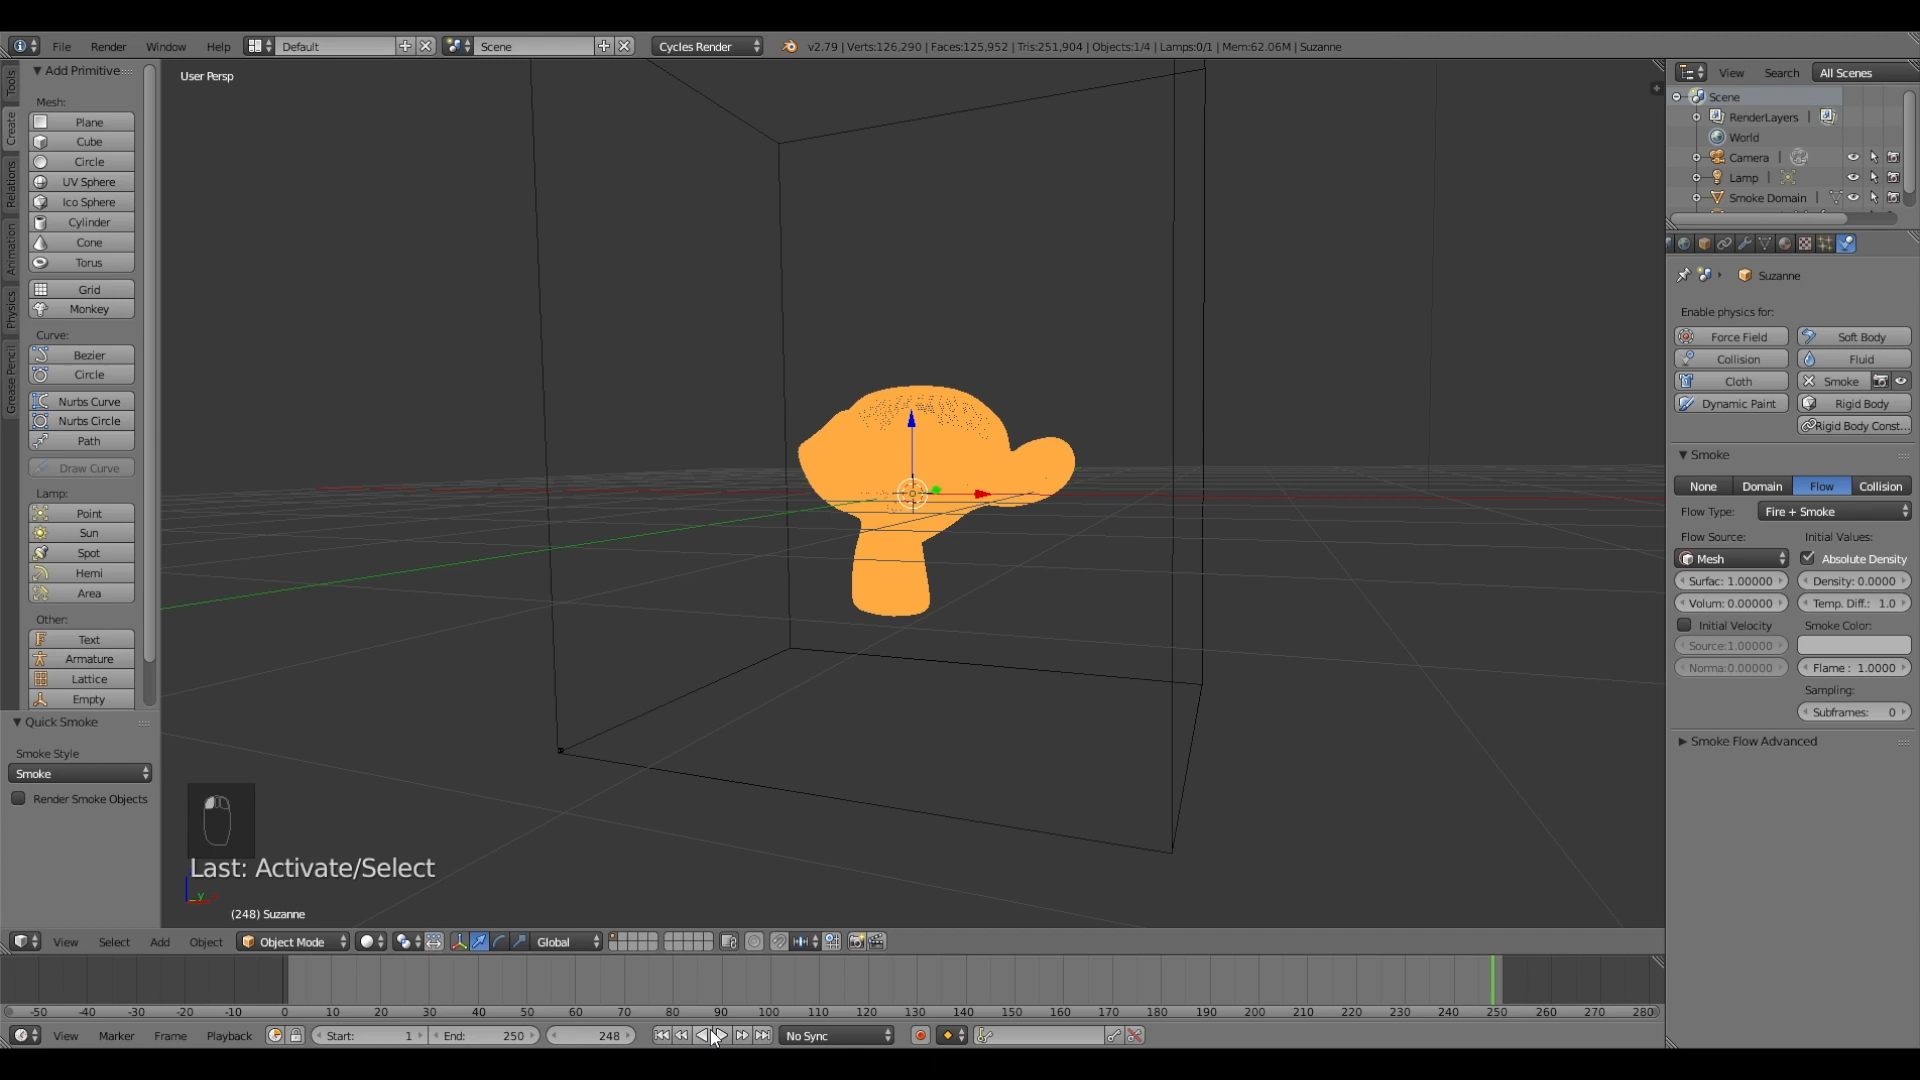 File Render Window Help Default Scene Cycles Render v2.79 | Verts:126,290 | Faces:125,952 | Tris:251,904 | Objects:1/4 | Lamps:0/1 | Mem:62.06M | Suzanne
Tools
Create
Relations
Animation
Physics
Grease Pencil
Add Primitive
Mesh:
Plane
Cube
Circle
UV Sphere
Ico Sphere
Cylinder
Cone
Torus
Grid
Monkey
Curve:
Bezier
Circle
Nurbs Curve
Nurbs Circle
Path
Draw Curve
Lamp:
Point
Sun
Spot
Hemi
Area
Other:
Text
Armature
Lattice
Empty
Quick Smoke
Smoke Style
Smoke
Render Smoke Objects
User Persp
Last: Activate/Select
y
(248) Suzanne
View Search All Scenes
Scene
RenderLayers |
World
Camera |
Lamp |
Smoke Domain |
Suzanne
Enable physics for:
Force Field Soft Body
Collision Fluid
Cloth Smoke
Dynamic Paint Rigid Body
Rigid Body Const...
Smoke
None Domain Flow Collision
Flow Type: Fire + Smoke
Flow Source: Initial Values:
Mesh Absolute Density
Surfac: 1.00000 Density: 0.0000
Volum: 0.00000 Temp. Diff.: 1.0
Initial Velocity Smoke Color:
Source:1.00000
Norma:0.00000 Flame : 1.0000
Sampling:
Subframes: 0
Smoke Flow Advanced
View Select Add Object Object Mode Global
-50 -40 -30 -20 -10 0 10 20 30 40 50 60 70 80 90 100 110 120 130 140 150 160 170 180 190 200 210 220 230 240 250 260 270 280
View Marker Frame Playback Start: 1 End: 250 248 No Sync